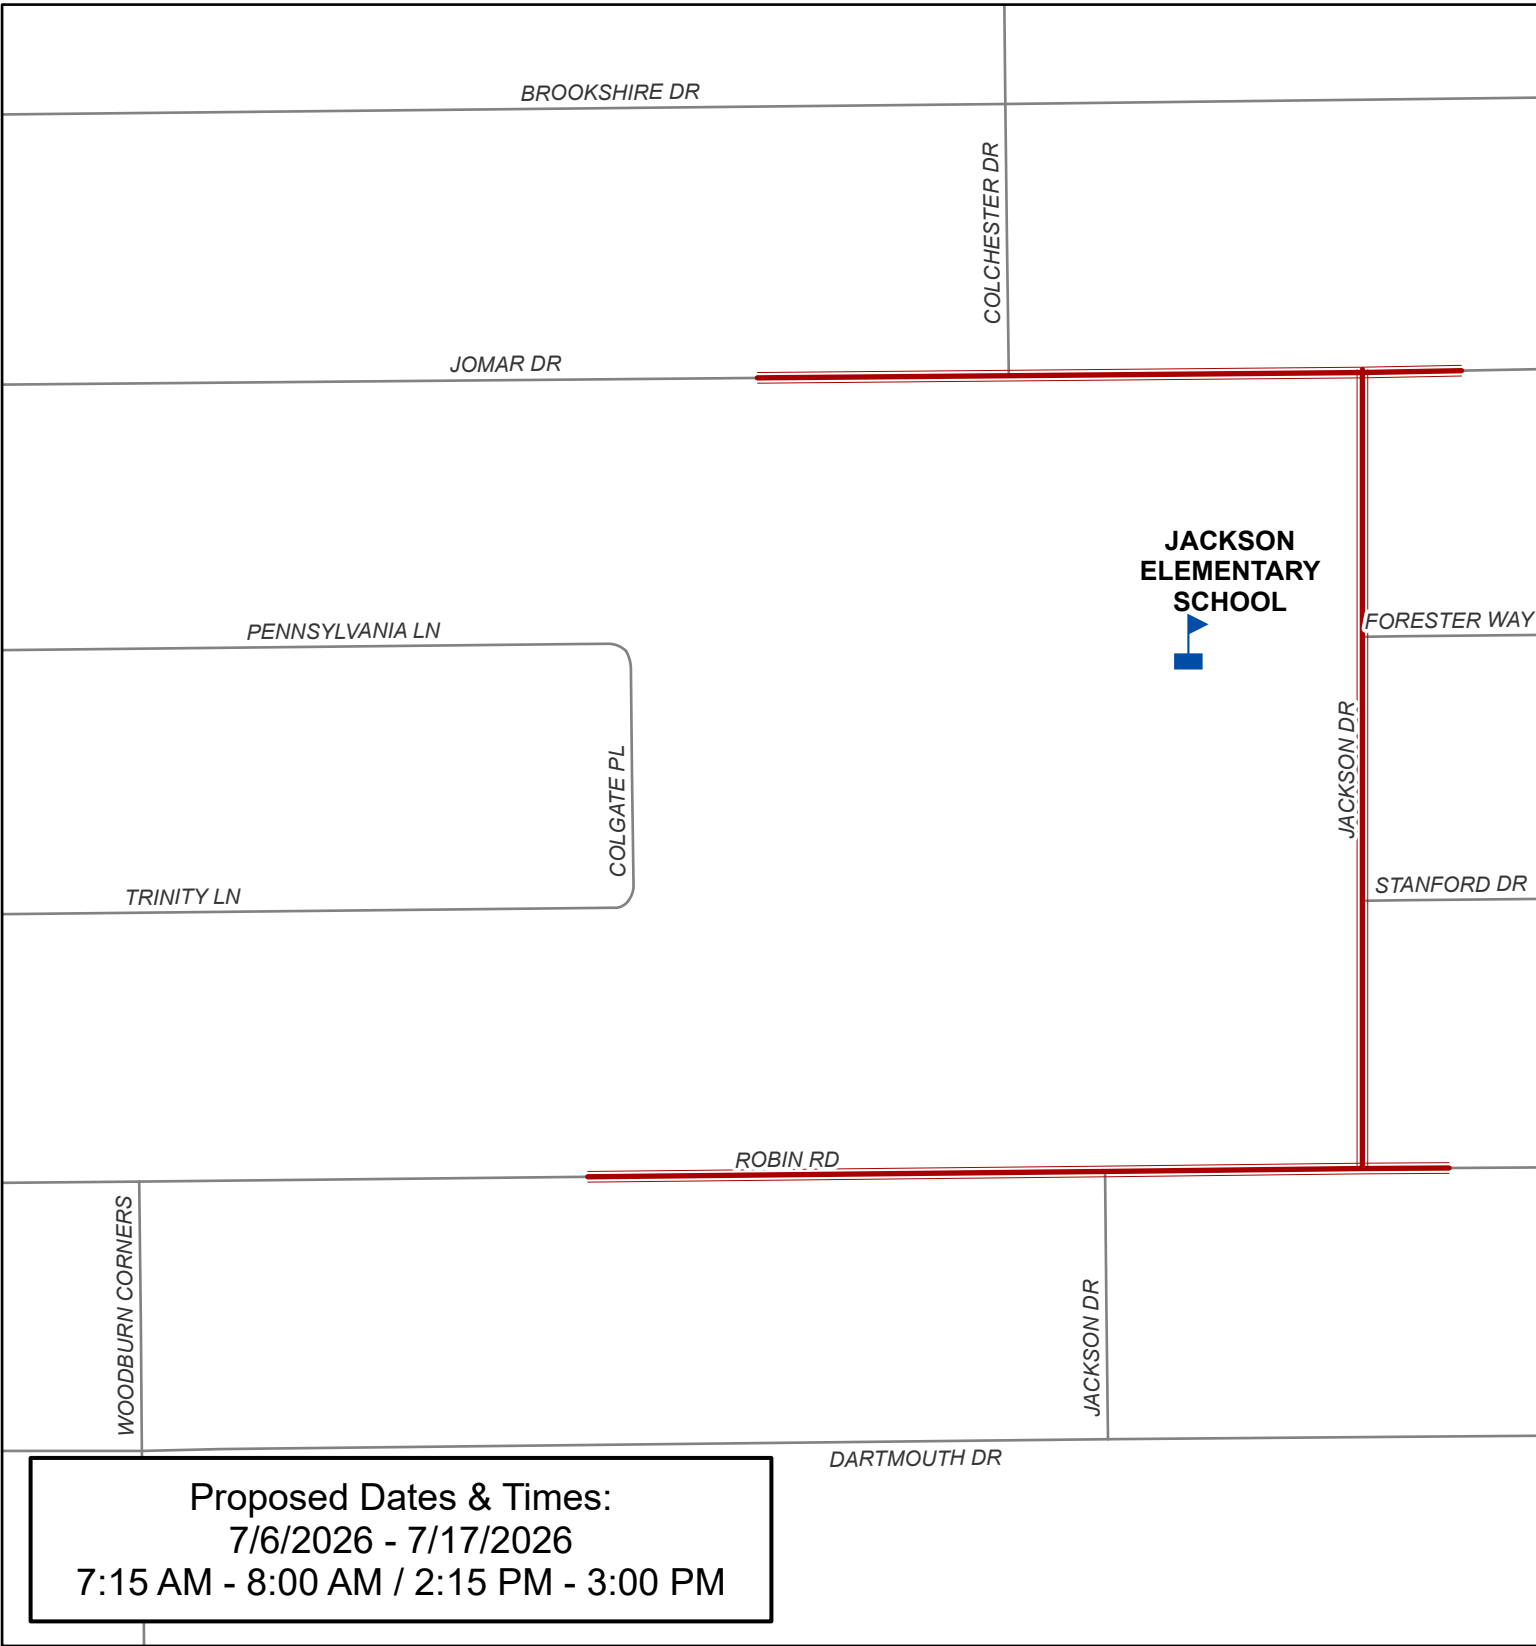 BROOKSHIRE DR
COLCHESTER DR
JOMAR DR
JACKSON
ELEMENTARY
SCHOOL
FORESTER WAY
PENNSYLVANIA LN
JACKSON DR
COLGATE PL
STANFORD DR
TRINITY LN
ROBIN RD
WOODBURN CORNERS
JACKSON DR
DARTMOUTH DR
Proposed Dates & Times:
7/6/2026 - 7/17/2026
7:15 AM - 8:00 AM / 2:15 PM - 3:00 PM